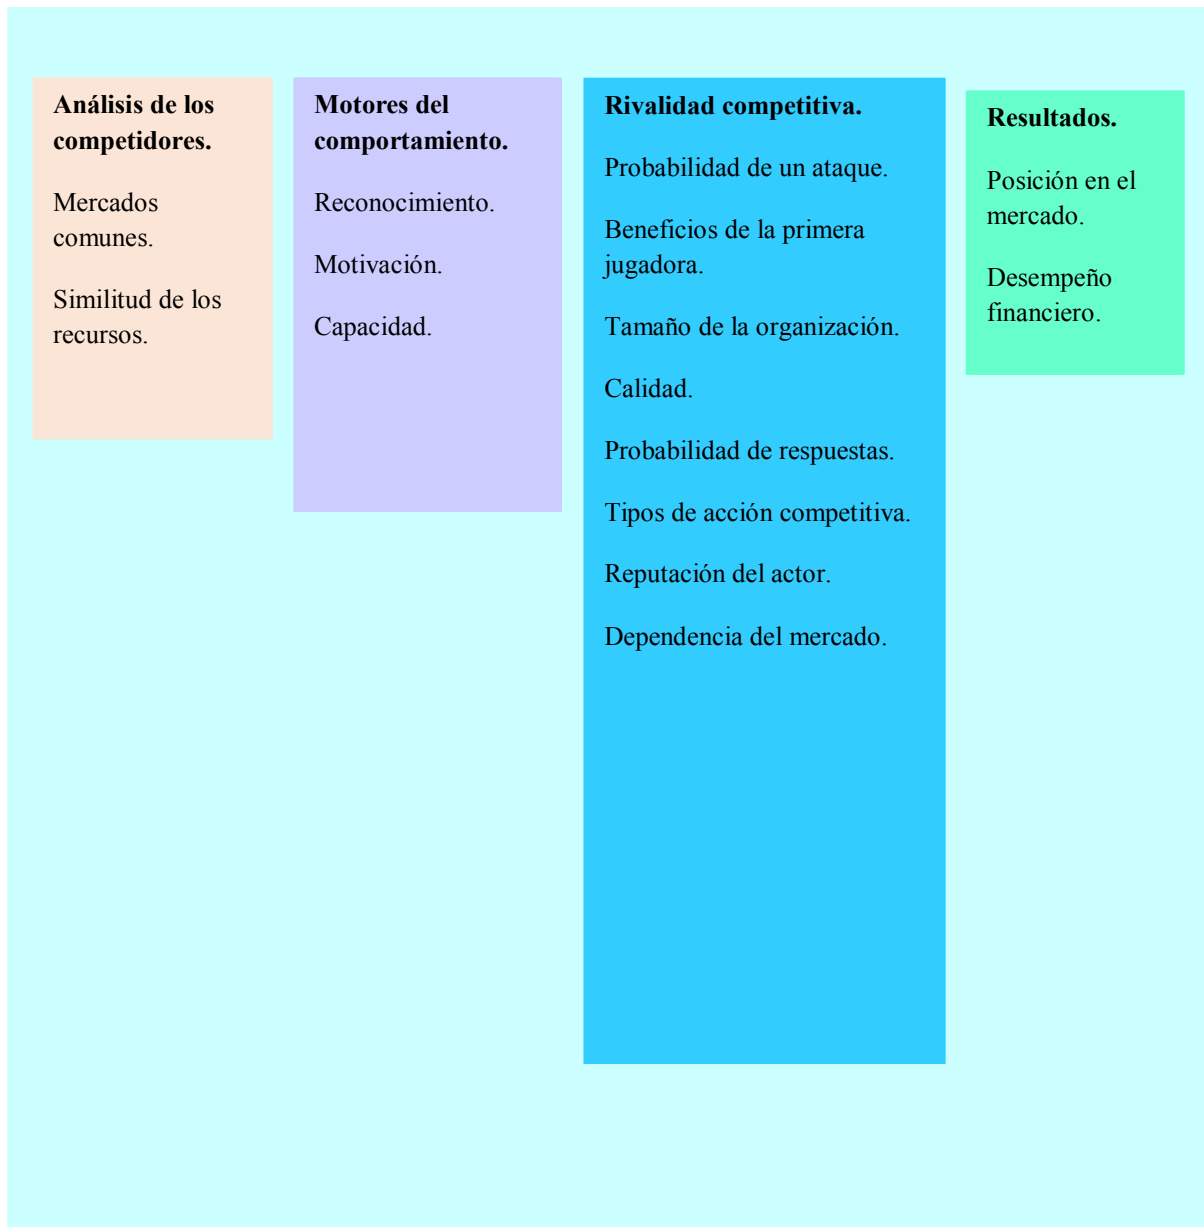 Análisis de los
competidores.
Mercados
comunes.
Similitud de los
recursos.
Motores del
comportamiento.
Reconocimiento.
Motivación.
Capacidad.
Rivalidad competitiva.
Probabilidad de un ataque.
Beneficios de la primera
jugadora.
Tamaño de la organización.
Calidad.
Probabilidad de respuestas.
Tipos de acción competitiva.
Reputación del actor.
Dependencia del mercado.
Resultados.
Posición en el
mercado.
Desempeño
financiero.